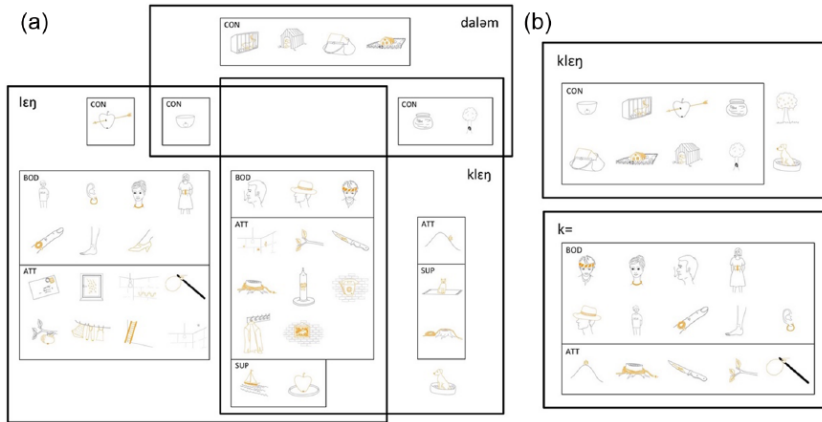 (a)
CON
daləm
lɛŋ
CON
CON
CON
klɛŋ
BOD
BOD
ATT
ATT
ATT
SUP
SUP
(b)
klɛŋ
CON
k=
BOD
ATT